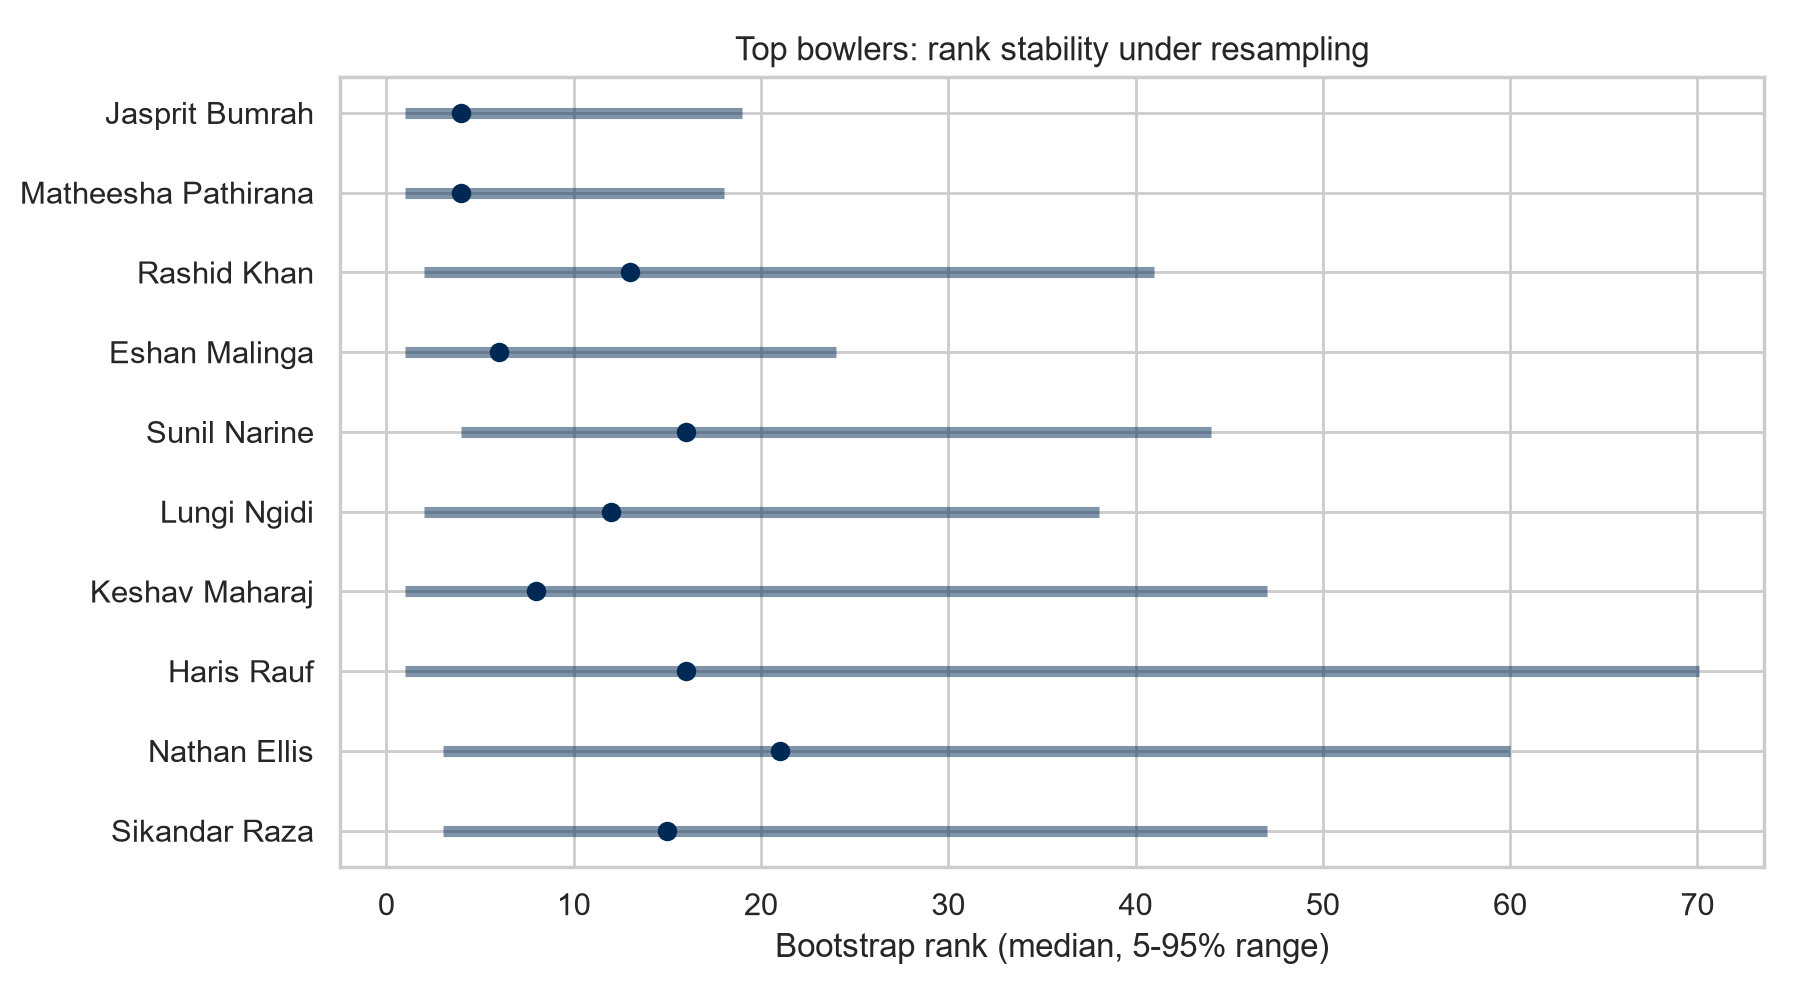 Top bowlers: rank stability under resampling
Jasprit Bumrah
Matheesha Pathirana
Rashid Khan
Eshan Malinga
Sunil Narine
Lungi Ngidi
Keshav Maharaj
Haris Rauf
Nathan Ellis
Sikandar Raza
0 10 20 30 40 50 60 70
Bootstrap rank (median, 5-95% range)